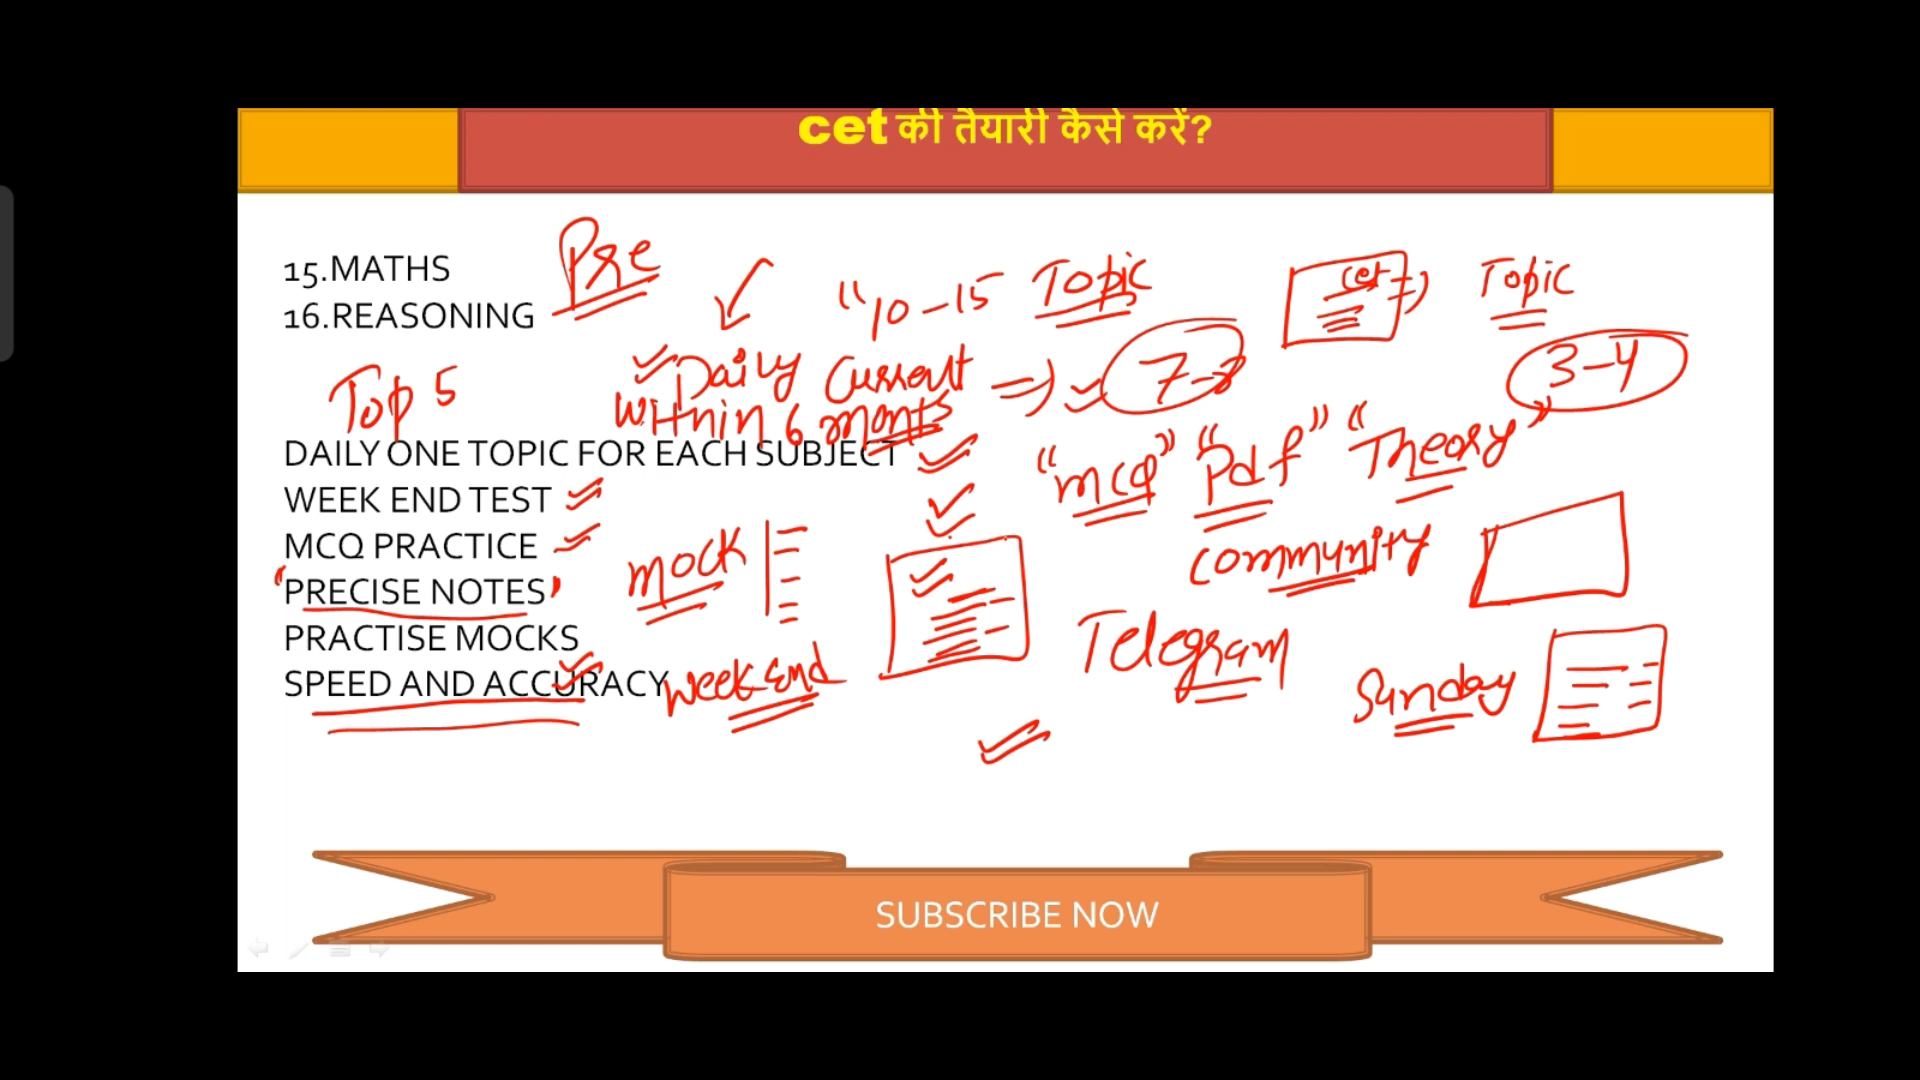 cet की तैयारी कैसे करें?
15.MATHS
Pre
16.REASONING
"10-15 Topic
cet => Topic
Top 5
Daily Current => 7-8
3-4
Within 6 months
DAILY ONE TOPIC FOR EACH SUBJECT
"mcq" "Pdf" "Theory"
WEEK END TEST
MCQ PRACTICE
mock
community
"PRECISE NOTES"
PRACTISE MOCKS
Telegram
SPEED AND ACCURACY
Week End
Sunday
SUBSCRIBE NOW